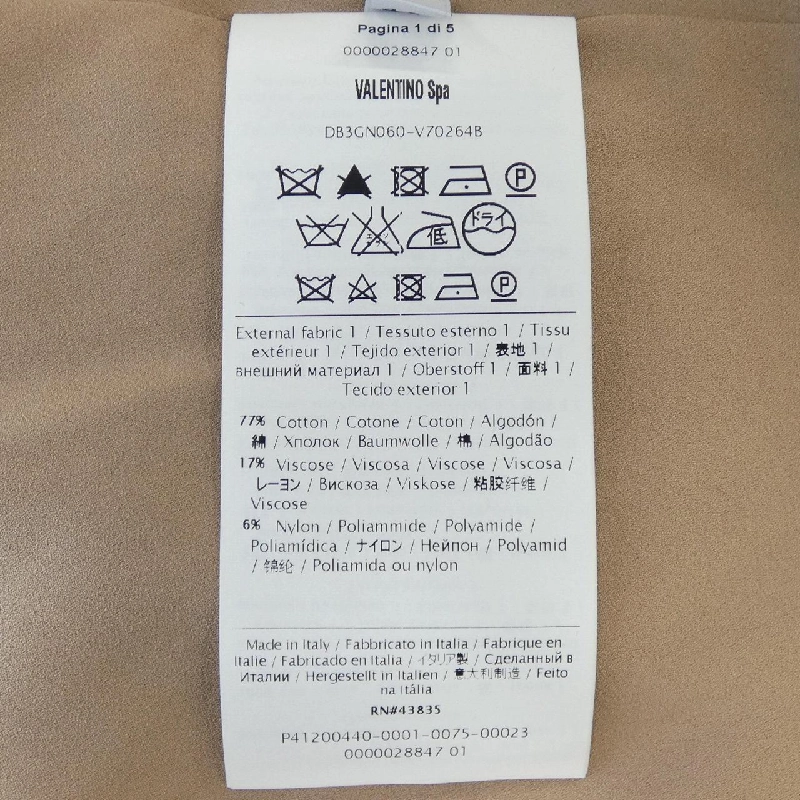 Pagina 1 di 5
0000028847 01
VALENTINO Spa
DB3GN060-V70264B
P
低 ドライ
P
External fabric 1 / Tessuto esterno 1 / Tissu
extérieur 1 / Tejido exterior 1 / 表地 1 /
внешний материал 1 / Oberstoff 1 / 面料 1 /
Tecido exterior 1
77% Cotton / Cotone / Coton / Algodón /
綿 / Хполок / Baumwolle / 棉 / Algodão
17% Viscose / Viscosa / Viscose / Viscosa /
レーヨン / Вискоза / Viskose / 粘胶纤维 /
Viscose
6% Nylon / Poliammide / Polyamide /
Poliamídica / ナイロン / Нейпон / Polyamid
/ 锦纶 / Poliamida ou nylon
Made in Italy / Fabbricato in Italia / Fabrique en
Italie / Fabricado en Italia / イタリア製 / Сделанный в
Италии / Hergestellt in Italien / 意大利制造 / Feito
na Itália
RN#43835
P41200440-0001-0075-00023
0000028847 01